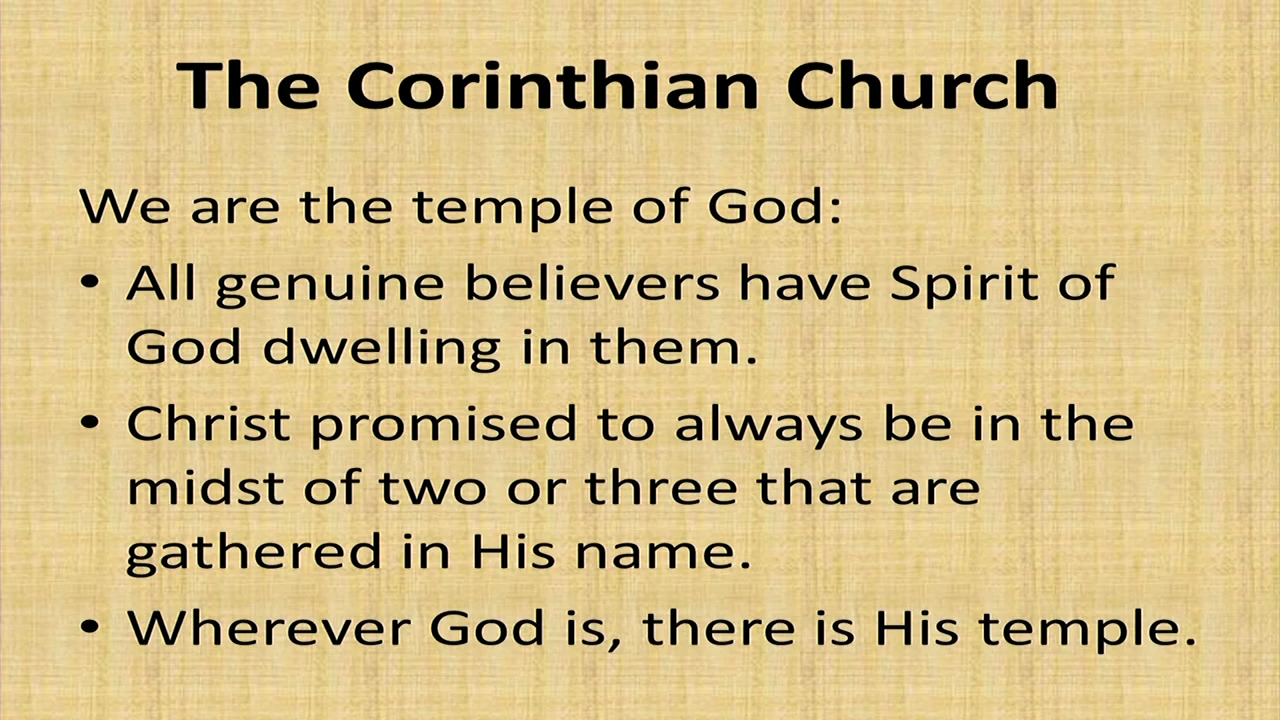 The Corinthian Church
We are the temple of God:
• All genuine believers have Spirit of
God dwelling in them.
• Christ promised to always be in the
midst of two or three that are
gathered in His name.
• Wherever God is, there is His temple.